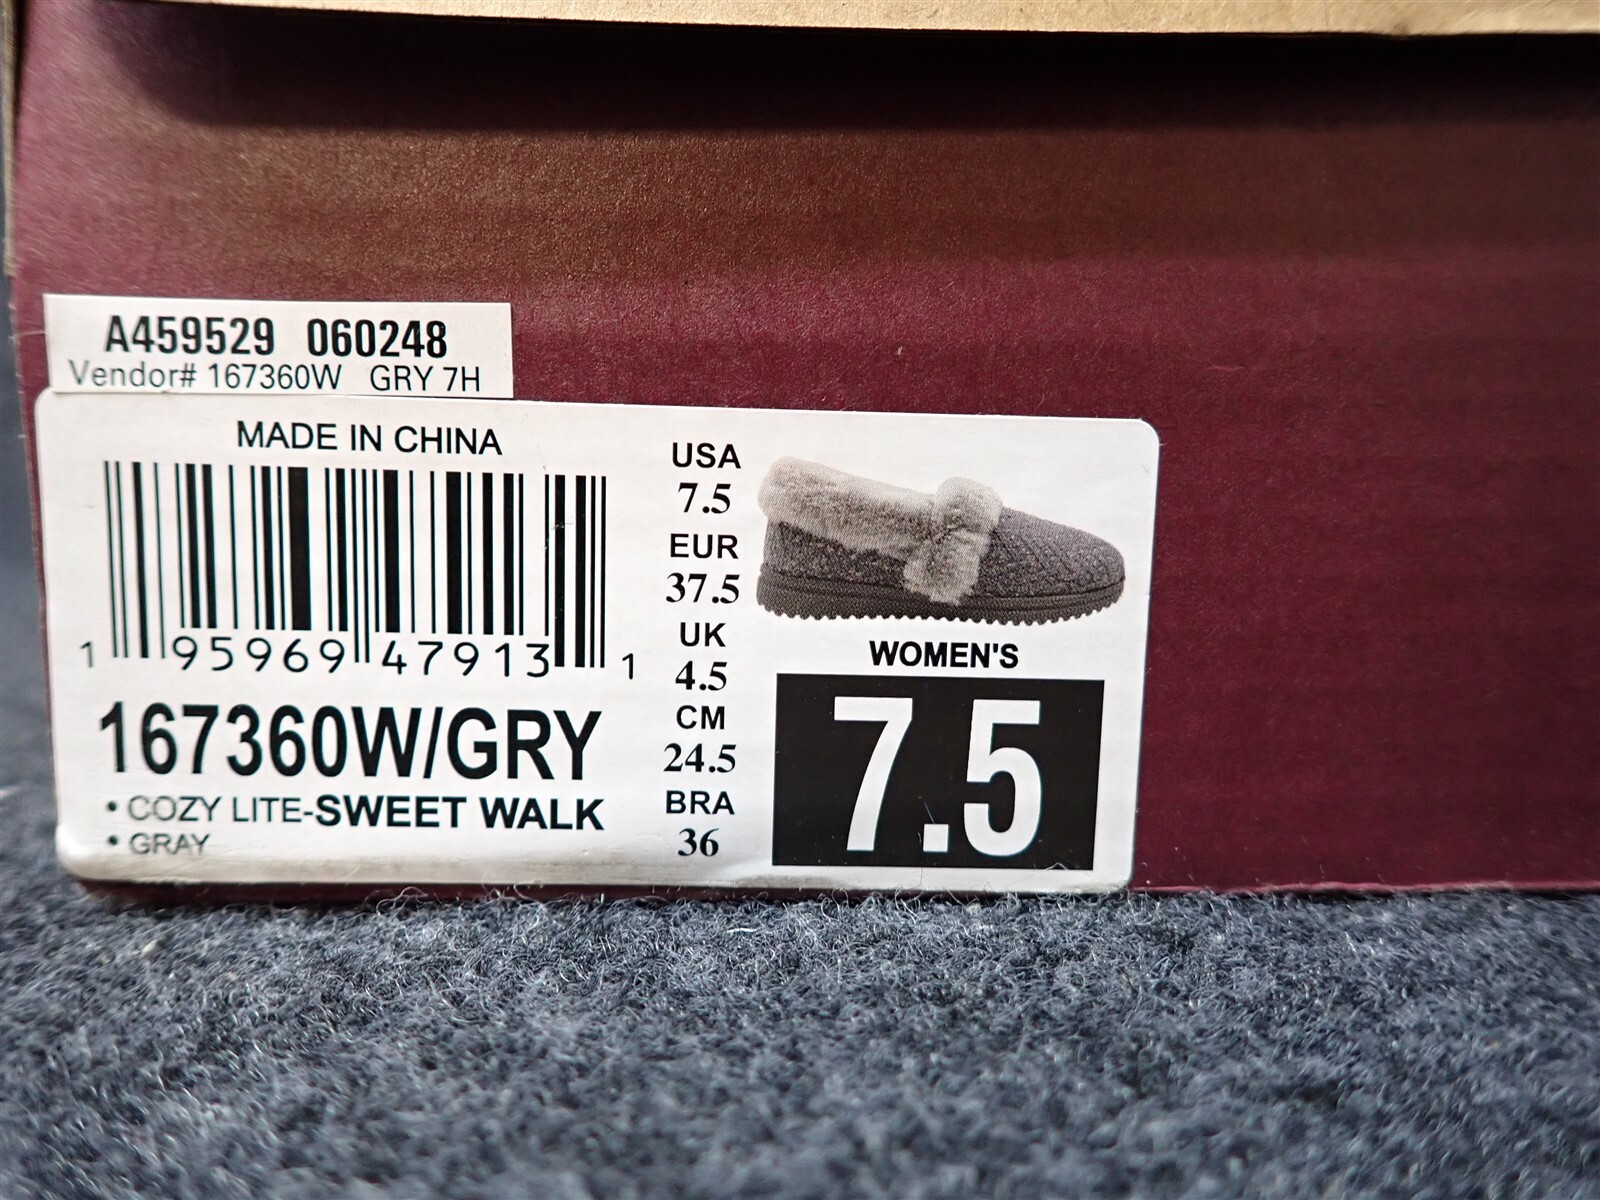 A459529 060248
Vendor# 167360W GRY 7H
MADE IN CHINA
1 95969 47913 1
167360W/GRY
• COZY LITE-SWEET WALK
• GRAY
USA
7.5
EUR
37.5
UK
4.5
CM
24.5
BRA
36
WOMEN'S
7.5